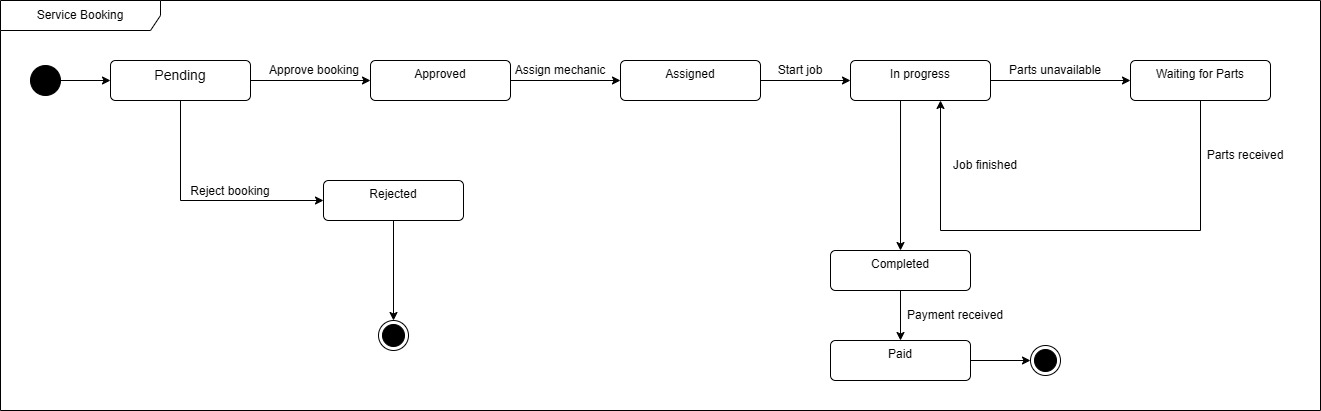 Service Booking
Pending
Approve booking
Approved
Assign mechanic
Assigned
Start job
In progress
Parts unavailable
Waiting for Parts
Job finished
Parts received
Reject booking
Rejected
Completed
Payment received
Paid